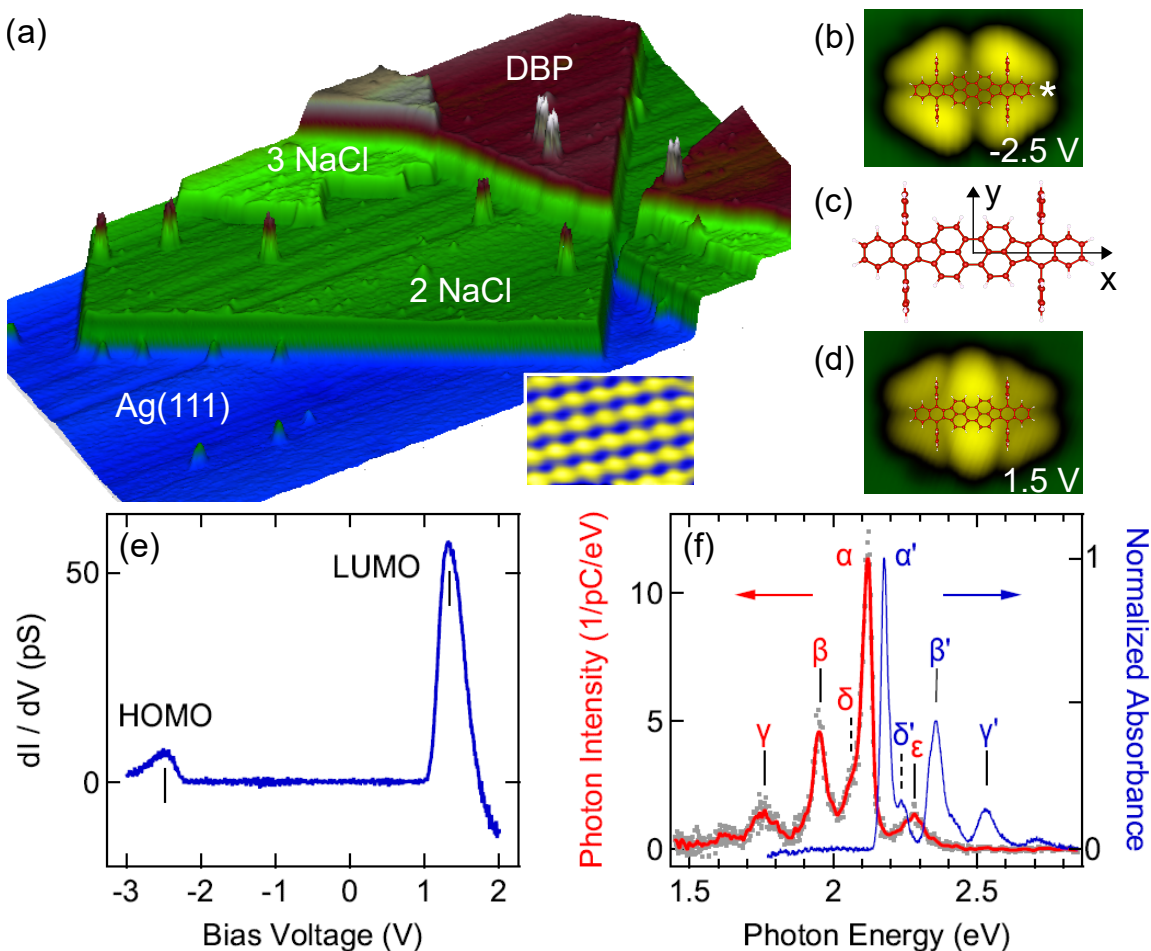 (a)
DBP
3 NaCl
2 NaCl
Ag(111)
(b)
*
-2.5 V
(c)
y
x
(d)
1.5 V
(e)
dI / dV (pS)
50
0
HOMO
LUMO
-3 -2 -1 0 1 2
Bias Voltage (V)
(f)
Photon Intensity (1/pC/eV)
10
5
0
α α'
β β'
δ δ' ε
γ γ'
1
0
Normalized Absorbance
1.5 2 2.5
Photon Energy (eV)